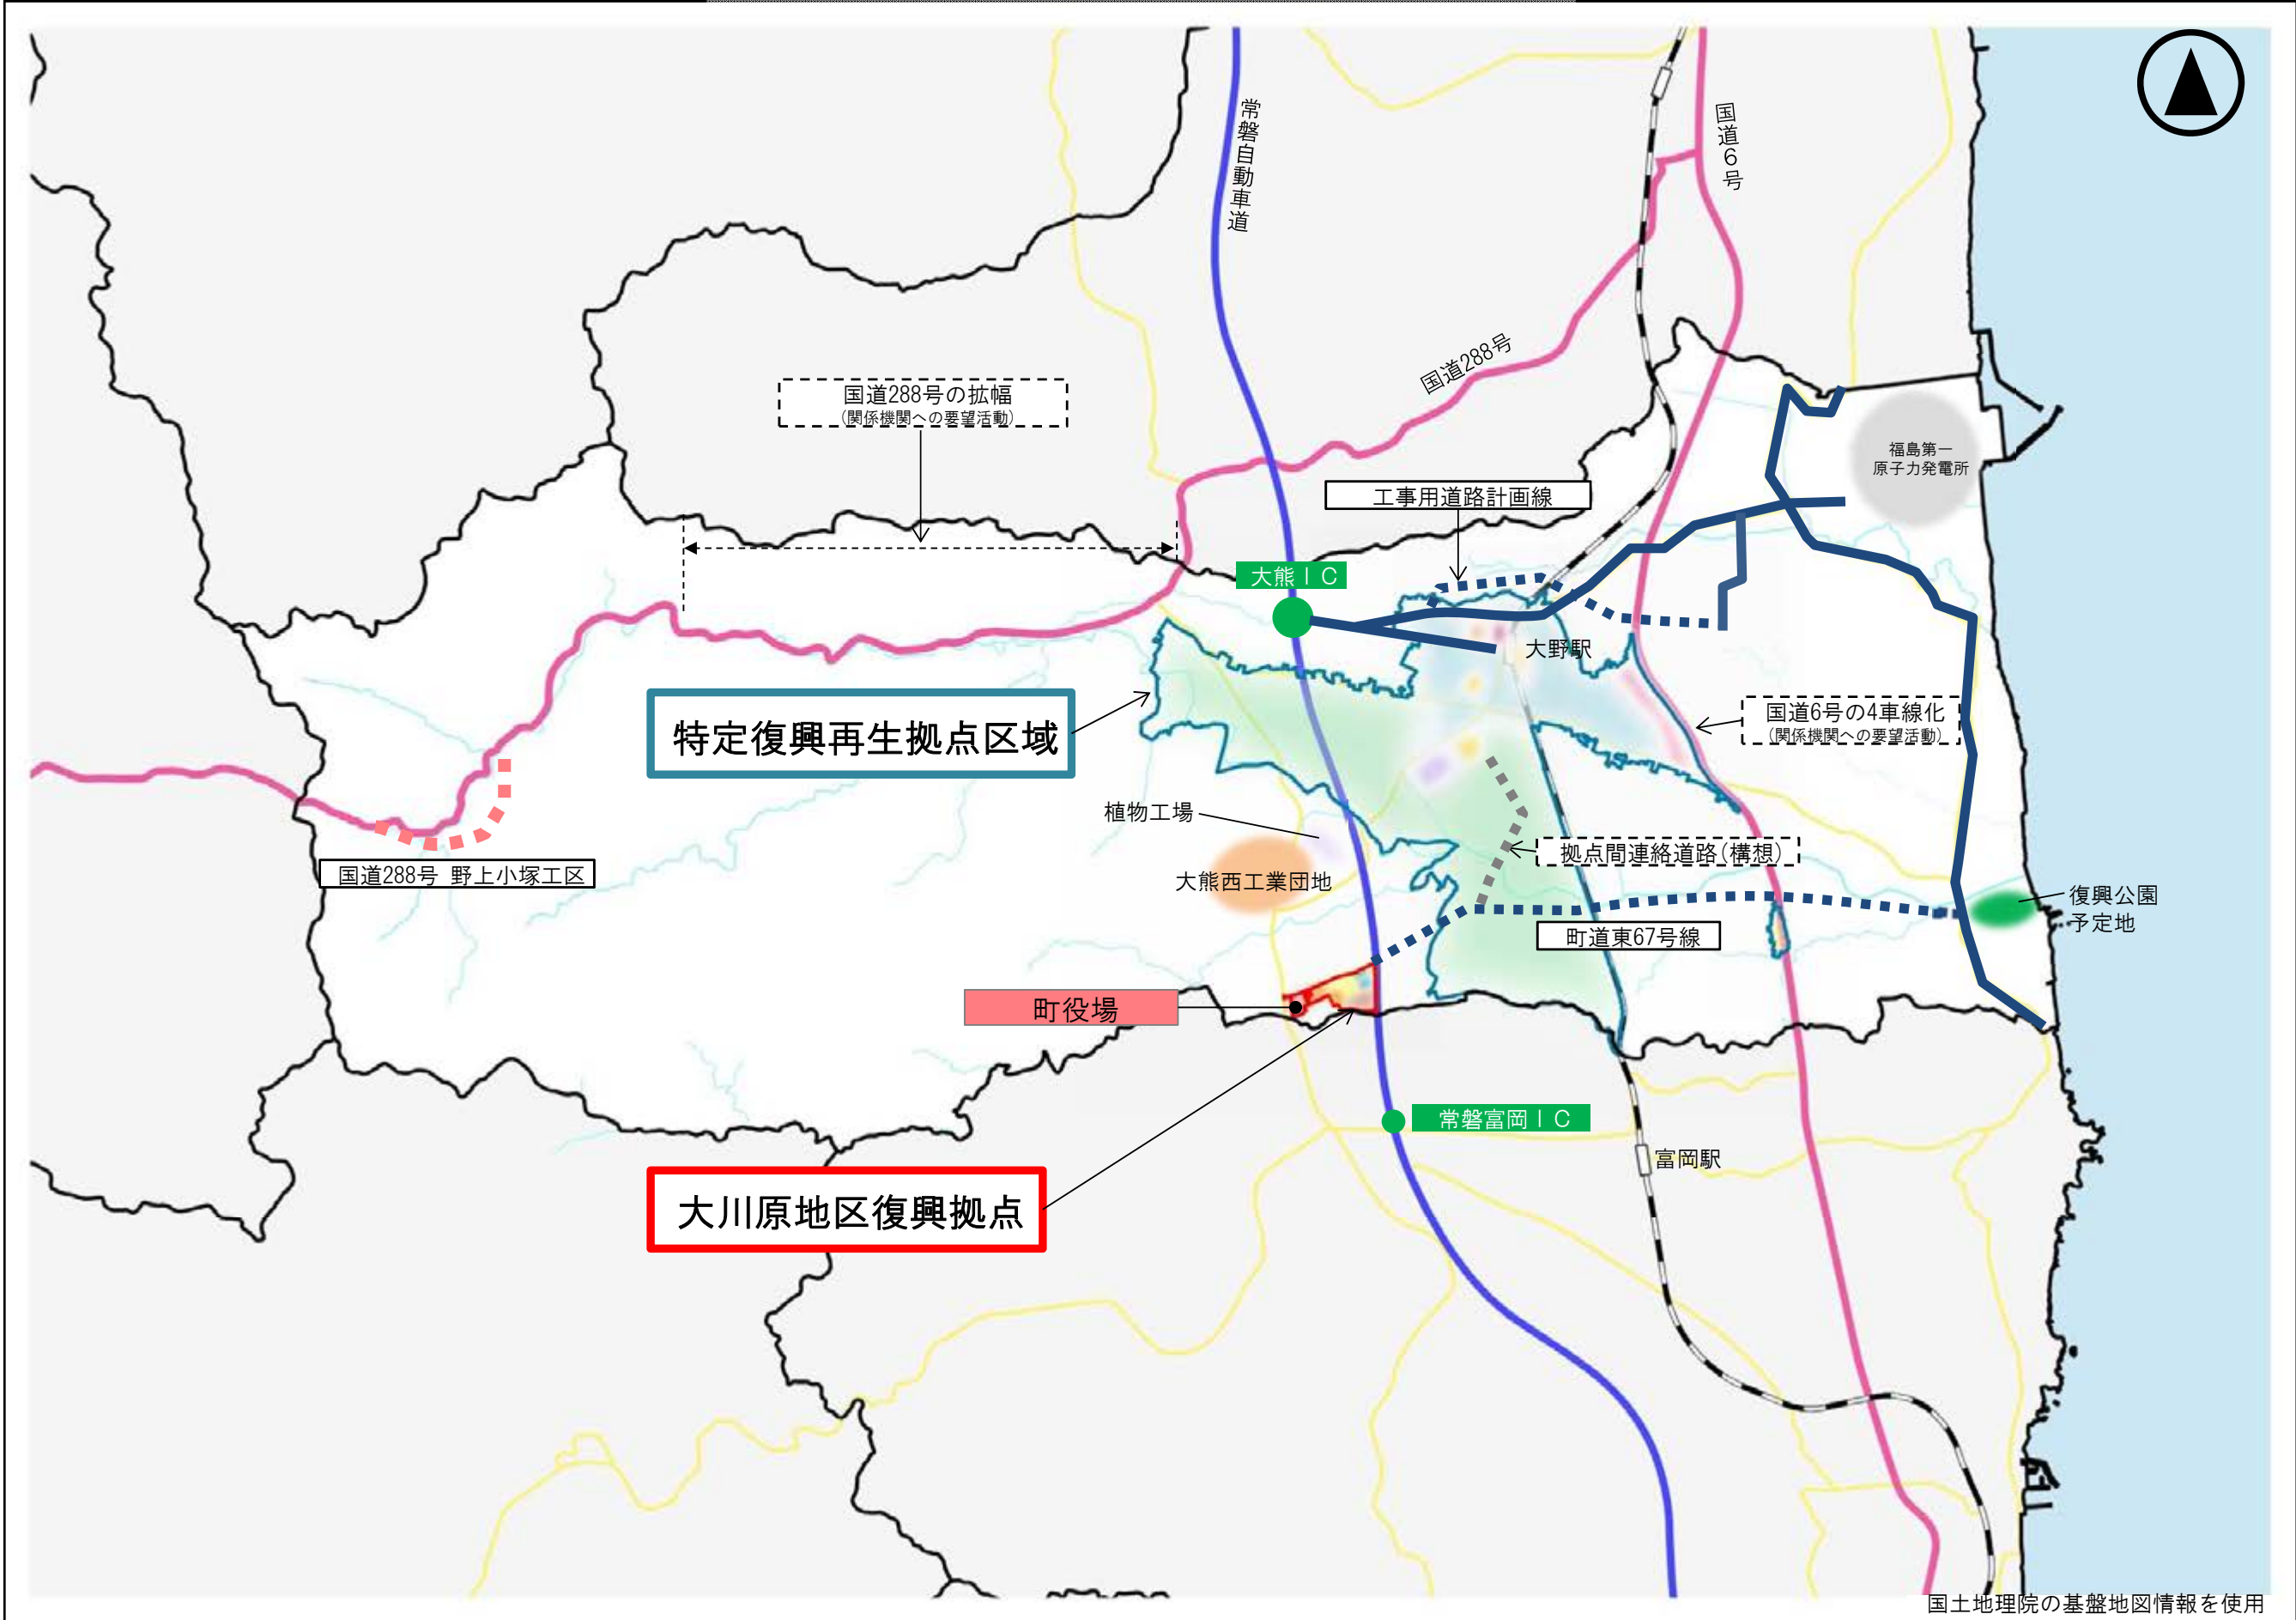 常磐自動車道
国道6号
国道288号
国道288号の拡幅
(関係機関への要望活動)
福島第一
原子力発電所
工事用道路計画線
大熊IC
大野駅
特定復興再生拠点区域
国道6号の4車線化
(関係機関への要望活動)
植物工場
拠点間連絡道路(構想)
国道288号 野上小塚工区
大熊西工業団地
復興公園
予定地
町道東67号線
町役場
常磐富岡IC
富岡駅
大川原地区復興拠点
国土地理院の基盤地図情報を使用